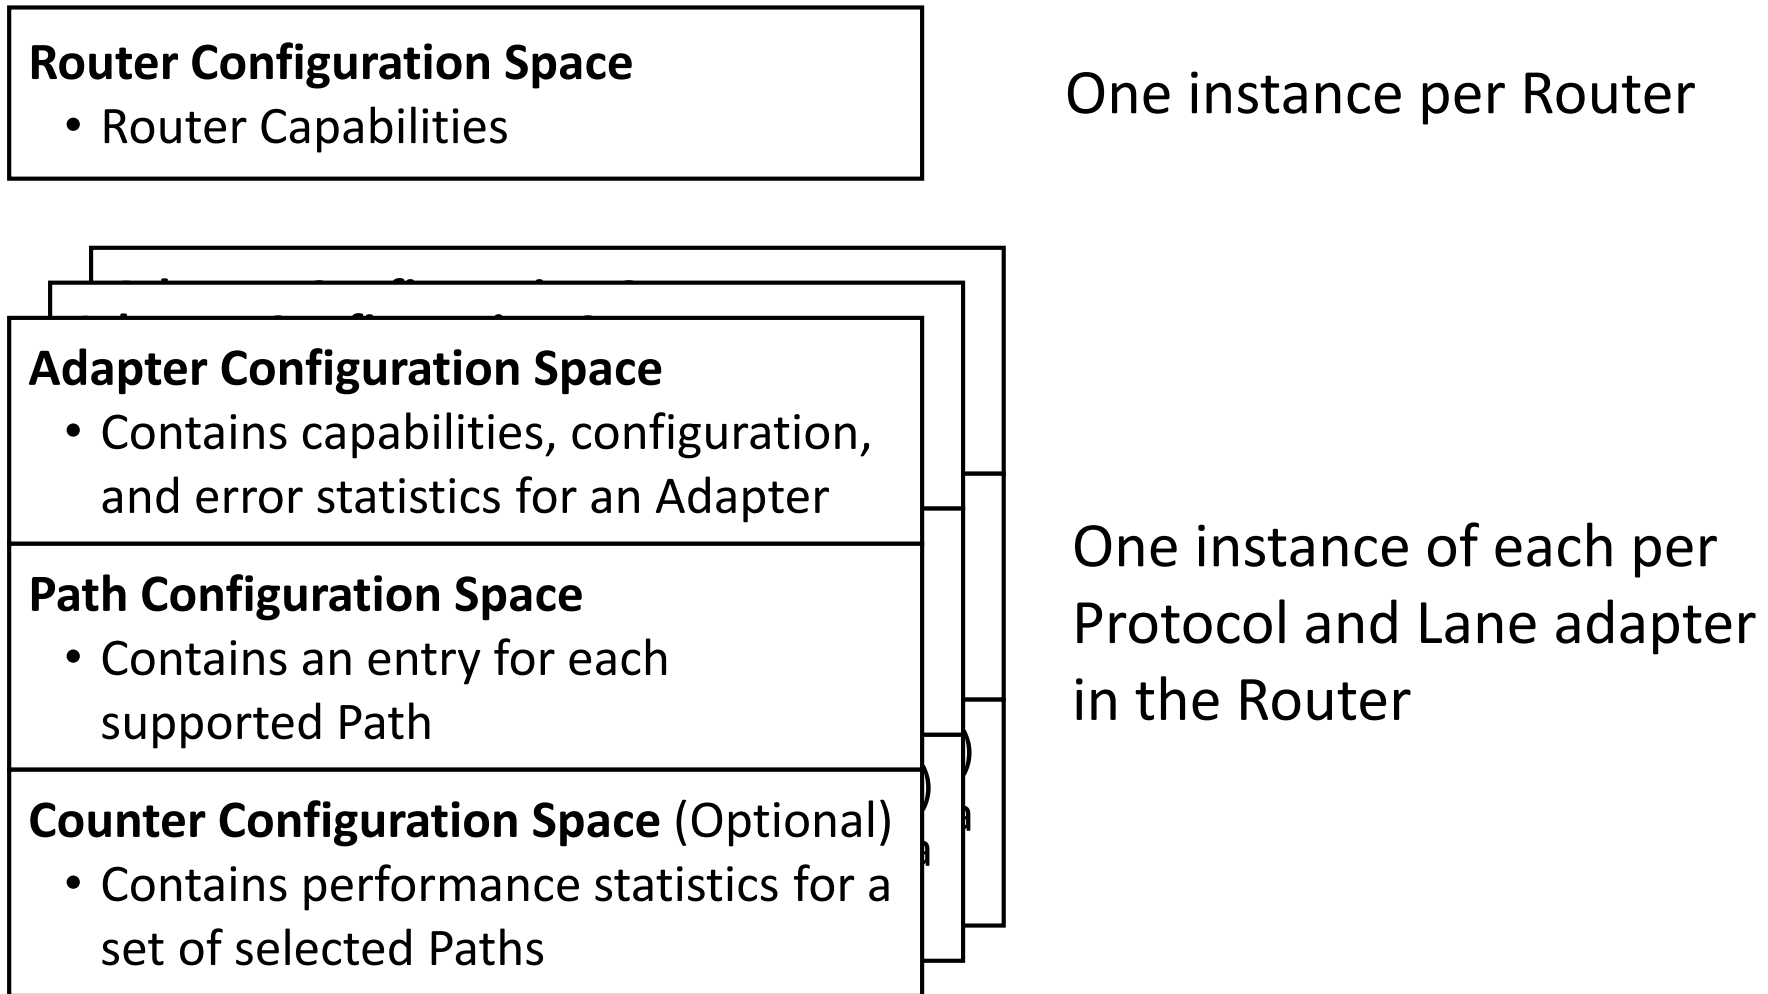 Router Configuration Space
• Router Capabilities
One instance per Router
Adapter Configuration Space
• Contains capabilities, configuration,
and error statistics for an Adapter
Path Configuration Space
• Contains an entry for each
supported Path
Counter Configuration Space (Optional)
• Contains performance statistics for a
set of selected Paths
One instance of each per
Protocol and Lane adapter
in the Router